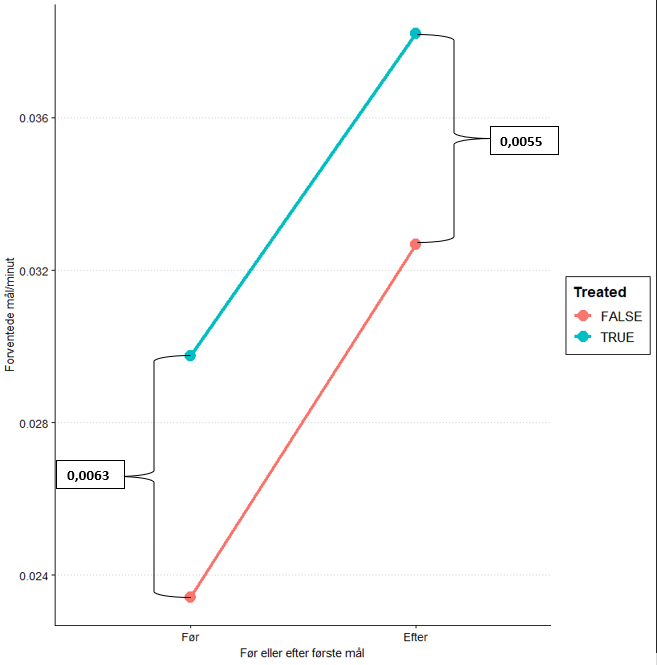 0.036
0.032
0.028
0.024
Forventede mål/minut
0,0055
0,0063
Treated
FALSE
TRUE
Før
Efter
Før eller efter første mål